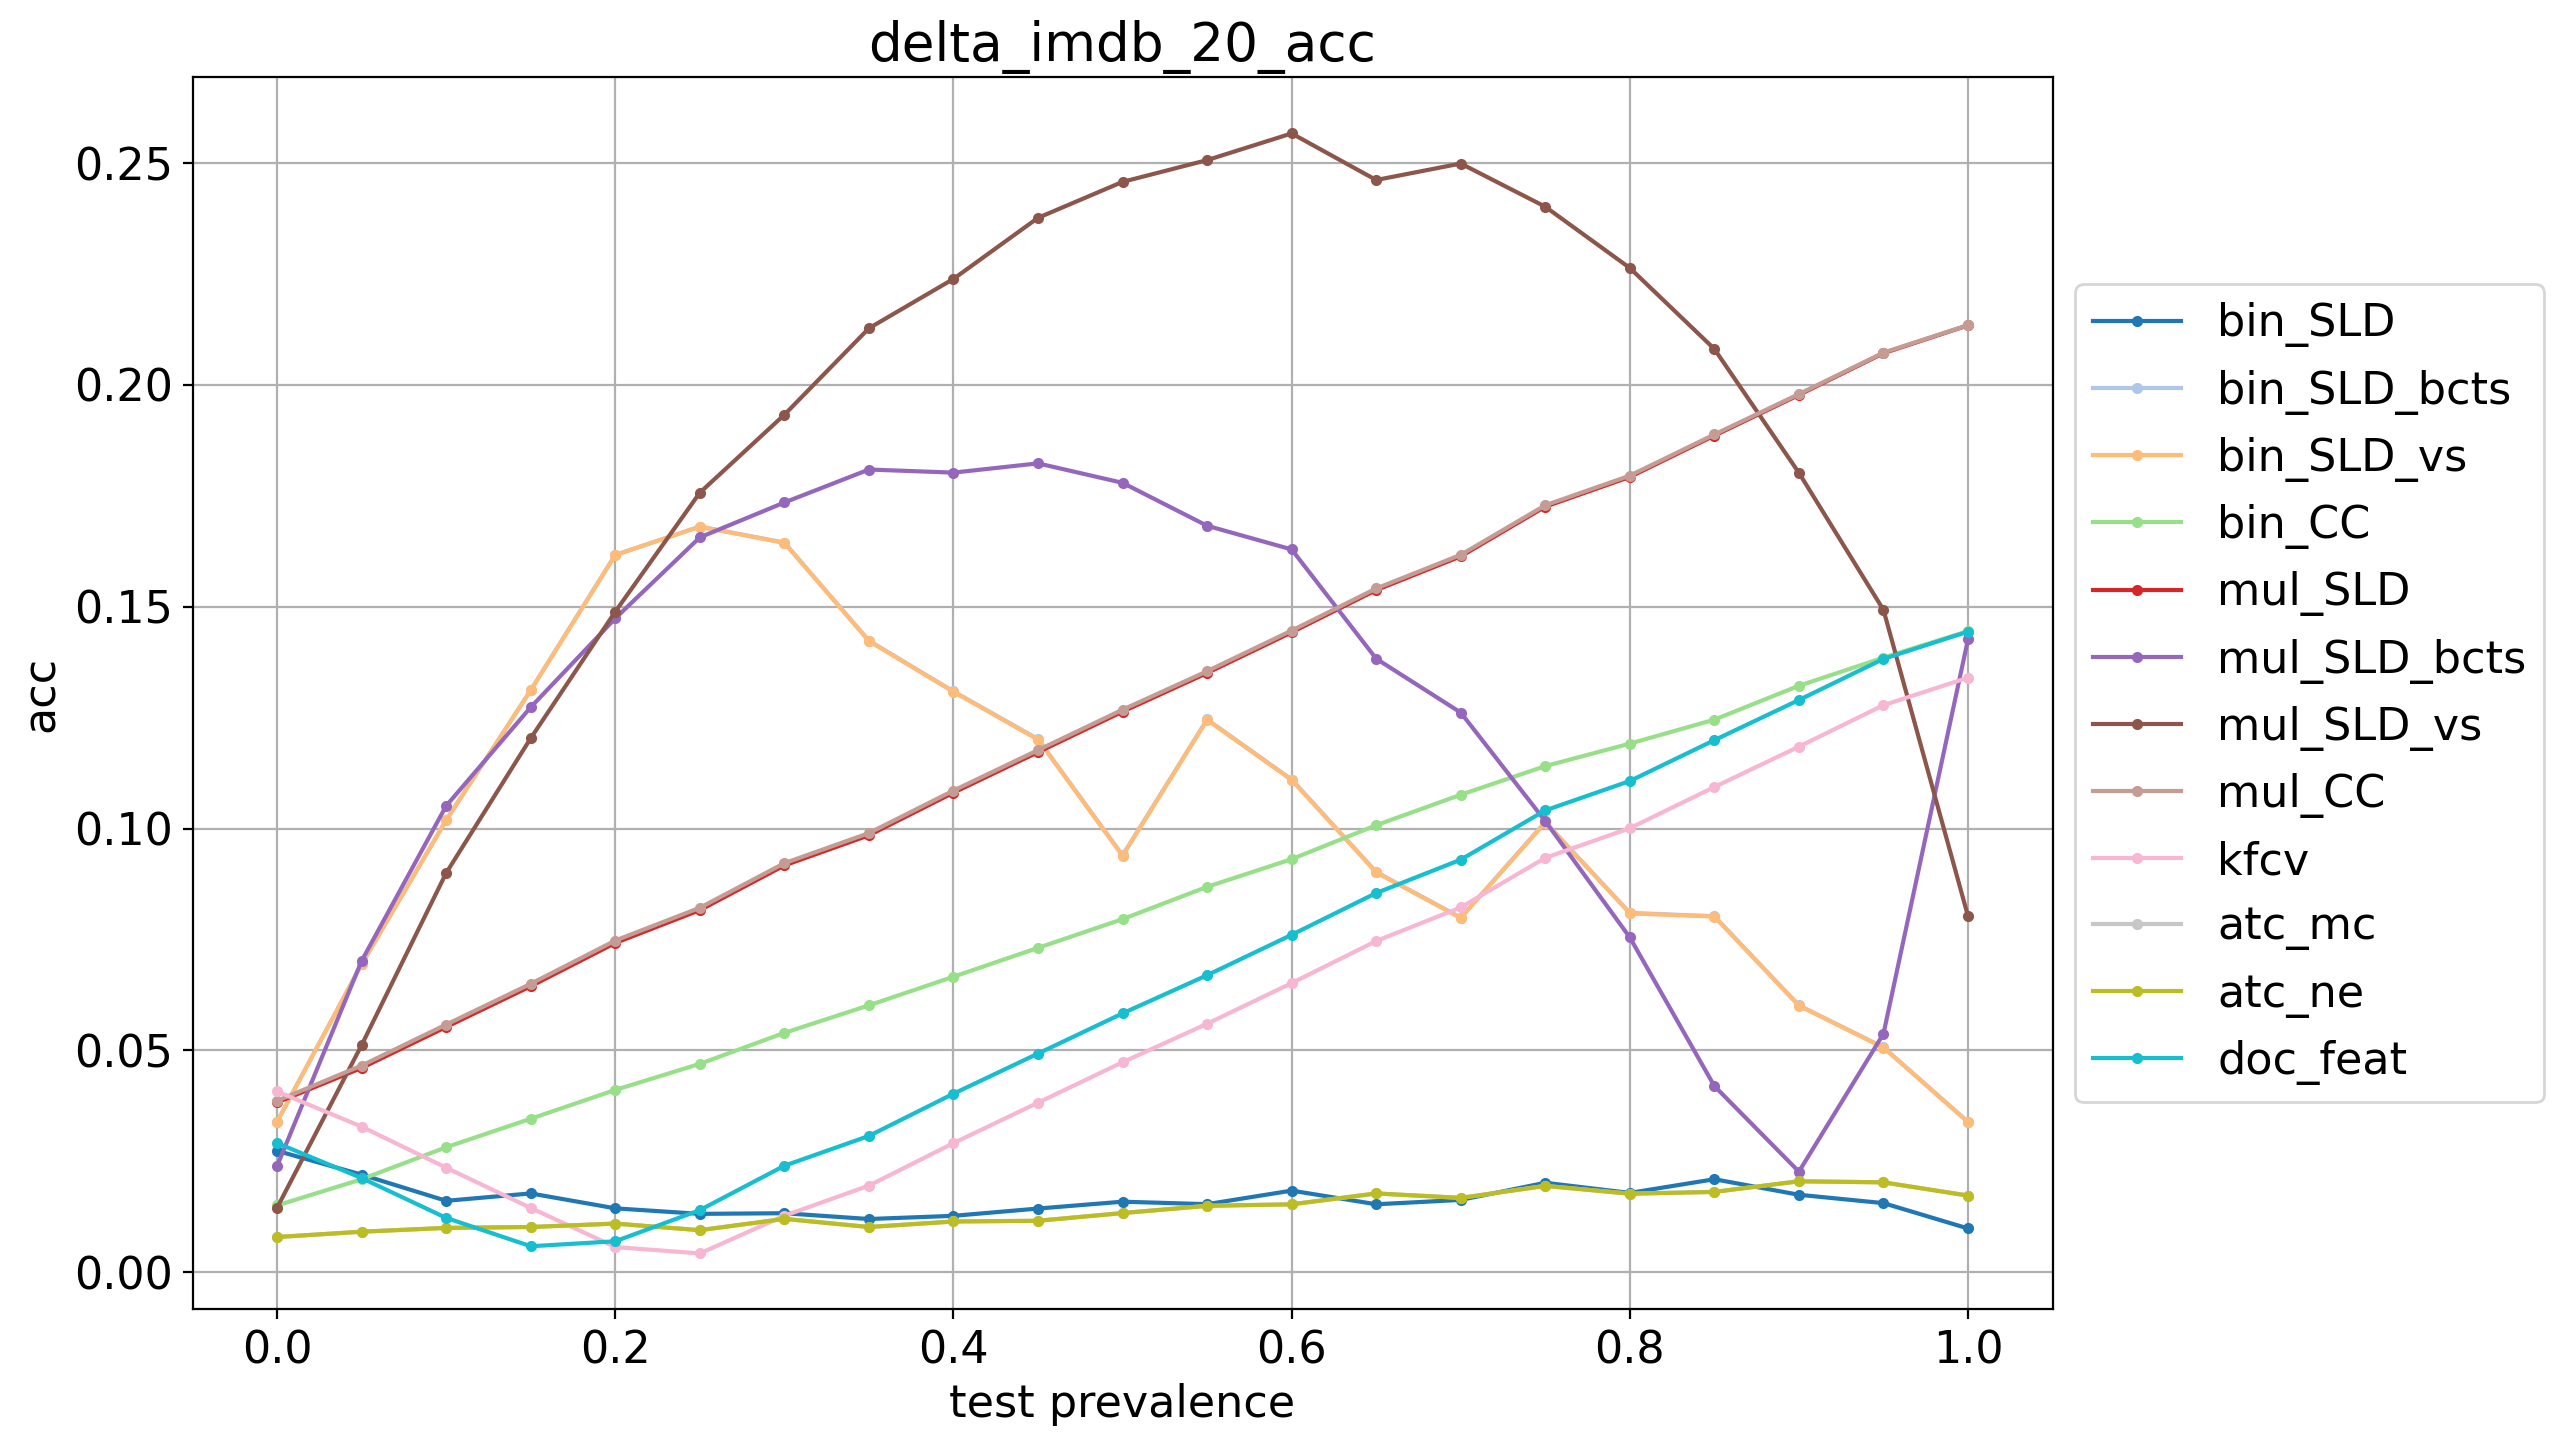 delta_imdb_20_acc
acc
0.25
0.20
0.15
0.10
0.05
0.00
0.0 0.2 0.4 0.6 0.8 1.0
test prevalence
bin_SLD
bin_SLD_bcts
bin_SLD_vs
bin_CC
mul_SLD
mul_SLD_bcts
mul_SLD_vs
mul_CC
kfcv
atc_mc
atc_ne
doc_feat